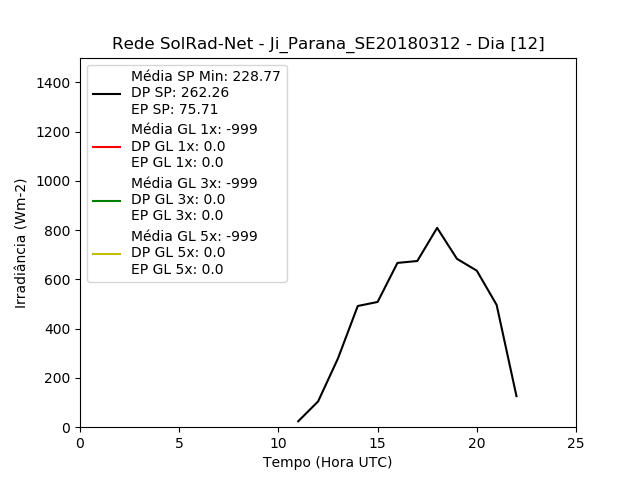 Rede SolRad-Net - Ji_Parana_SE20180312 - Dia [12]
Irradiância (Wm-2)
1400
1200
1000
800
600
400
200
0
Média SP Min: 228.77
DP SP: 262.26
EP SP: 75.71
Média GL 1x: -999
DP GL 1x: 0.0
EP GL 1x: 0.0
Média GL 3x: -999
DP GL 3x: 0.0
EP GL 3x: 0.0
Média GL 5x: -999
DP GL 5x: 0.0
EP GL 5x: 0.0
0 5 10 15 20 25
Tempo (Hora UTC)